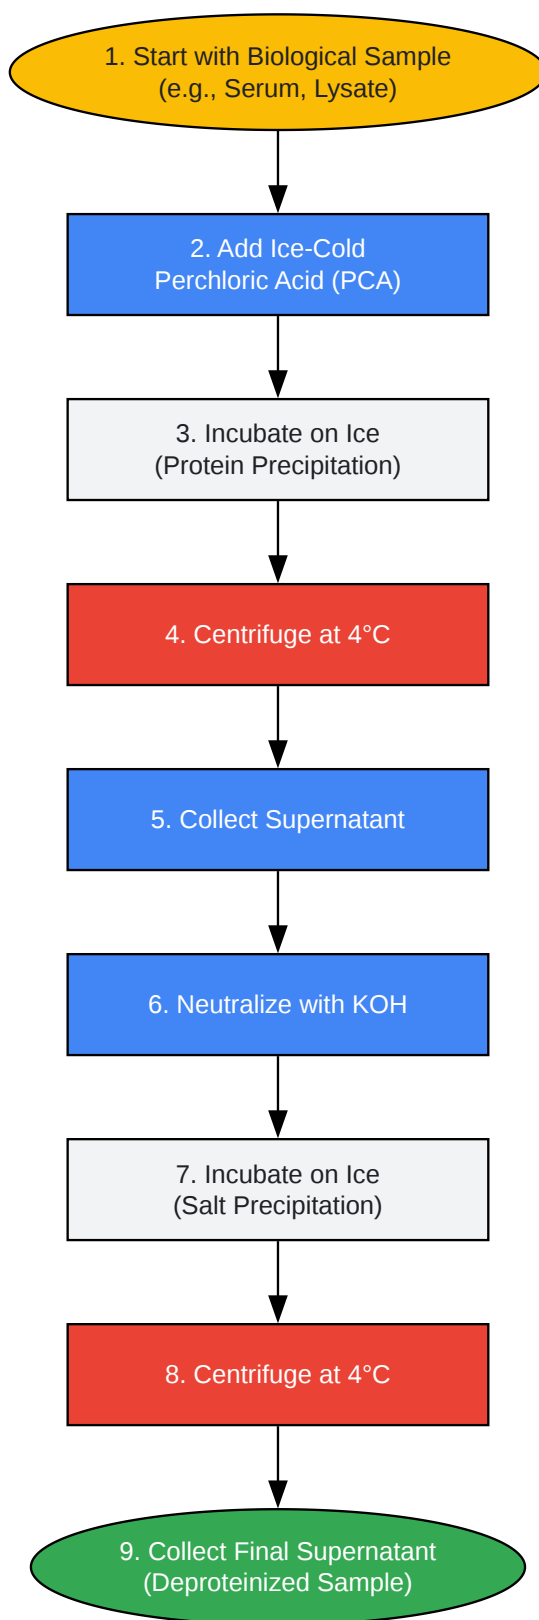 1. Start with Biological Sample
(e.g., Serum, Lysate)
2. Add Ice-Cold
Perchloric Acid (PCA)
3. Incubate on Ice
(Protein Precipitation)
4. Centrifuge at 4°C
5. Collect Supernatant
6. Neutralize with KOH
7. Incubate on Ice
(Salt Precipitation)
8. Centrifuge at 4°C
9. Collect Final Supernatant
(Deproteinized Sample)